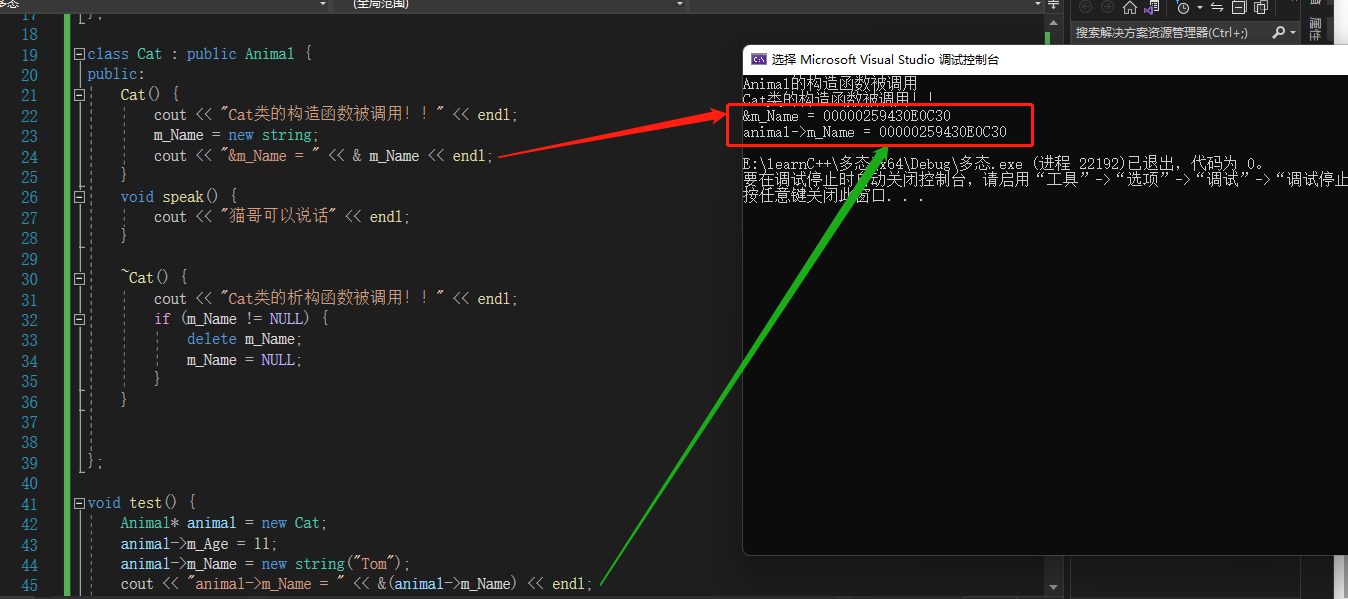 多态
(全局范围)
搜索解决方案资源管理器(Ctrl+;)
属性
17 };
18
19 class Cat : public Animal {
20 public:
21 Cat() {
22 cout << "Cat类的构造函数被调用！！" << endl;
23 m_Name = new string;
24 cout << "&m_Name = " << & m_Name << endl;
25 }
26 void speak() {
27 cout << "猫哥可以说话" << endl;
28 }
29
30 ~Cat() {
31 cout << "Cat类的析构函数被调用！！" << endl;
32 if (m_Name != NULL) {
33 delete m_Name;
34 m_Name = NULL;
35 }
36 }
37
38
39 };
40
41 void test() {
42 Animal* animal = new Cat;
43 animal->m_Age = 11;
44 animal->m_Name = new string("Tom");
45 cout << "animal->m_Name = " << &(animal->m_Name) << endl;
选择 Microsoft Visual Studio 调试控制台
Animal的构造函数被调用
Cat类的构造函数被调用！！
&m_Name = 00000259430E0C30
animal->m_Name = 00000259430E0C30
E:\learnC++\多态\x64\Debug\多态.exe (进程 22192)已退出，代码为 0。
要在调试停止时自动关闭控制台，请启用“工具”->“选项”->“调试”->“调试停止
按任意键关闭此窗口. . .